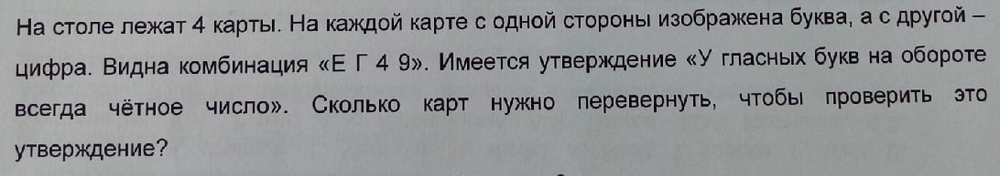 На столе лежат 4 карты. На каждой карте с одной стороны изображена буква, а с другой –
цифра. Видна комбинация «Е Г 4 9». Имеется утверждение «У гласных букв на обороте
всегда чётное число». Сколько карт нужно перевернуть, чтобы проверить это
утверждение?